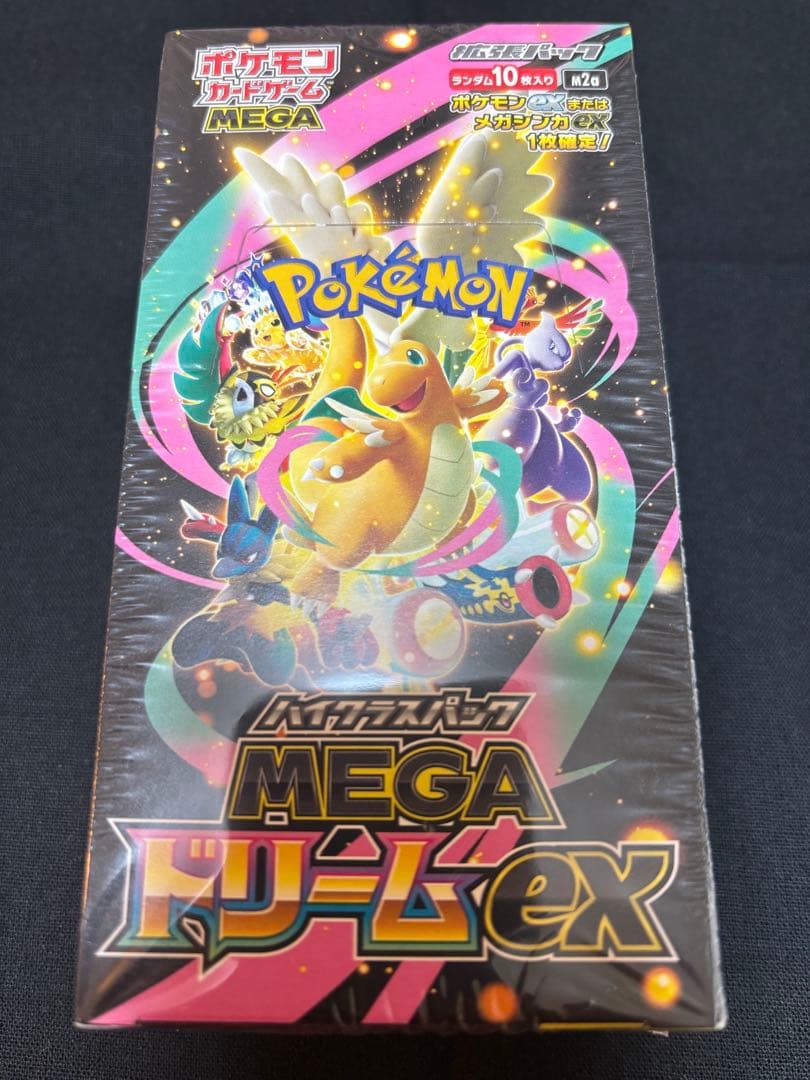 ポケモン
カードゲーム
MEGA
拡張パック
ランダム10枚入り M2a
ポケモンexまたは
メガシンカex
1枚確定!
POKéMON
TM
ハイクラスパック
MEGA
ドリームex